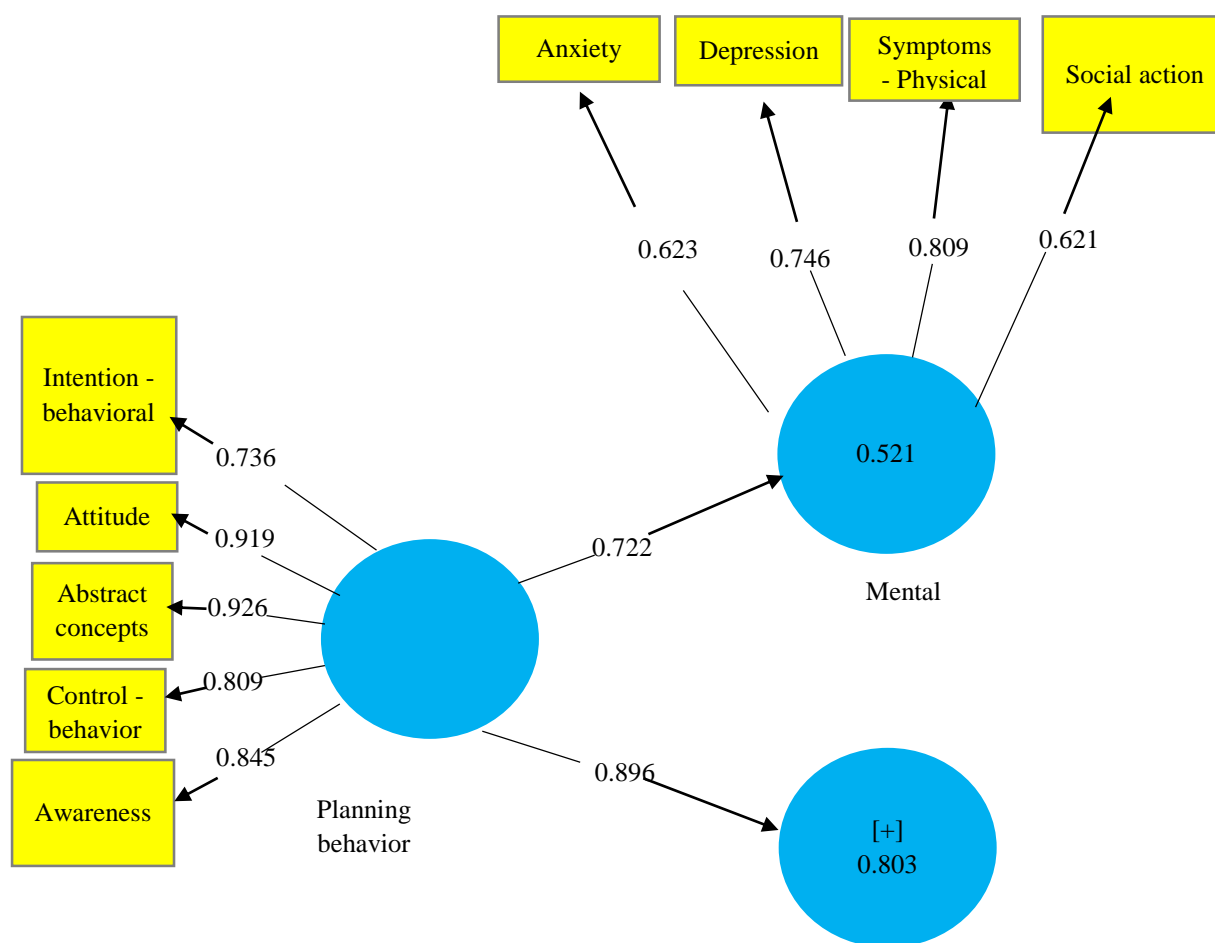 Anxiety
Depression
Symptoms
- Physical
Social action
0.623
0.746
0.809
0.621
Intention -
behavioral
0.736
0.521
Attitude
0.919
0.722
Abstract
concepts
0.926
Mental
Control -
behavior
0.809
0.845
0.896
Awareness
Planning
behavior
[+]
0.803